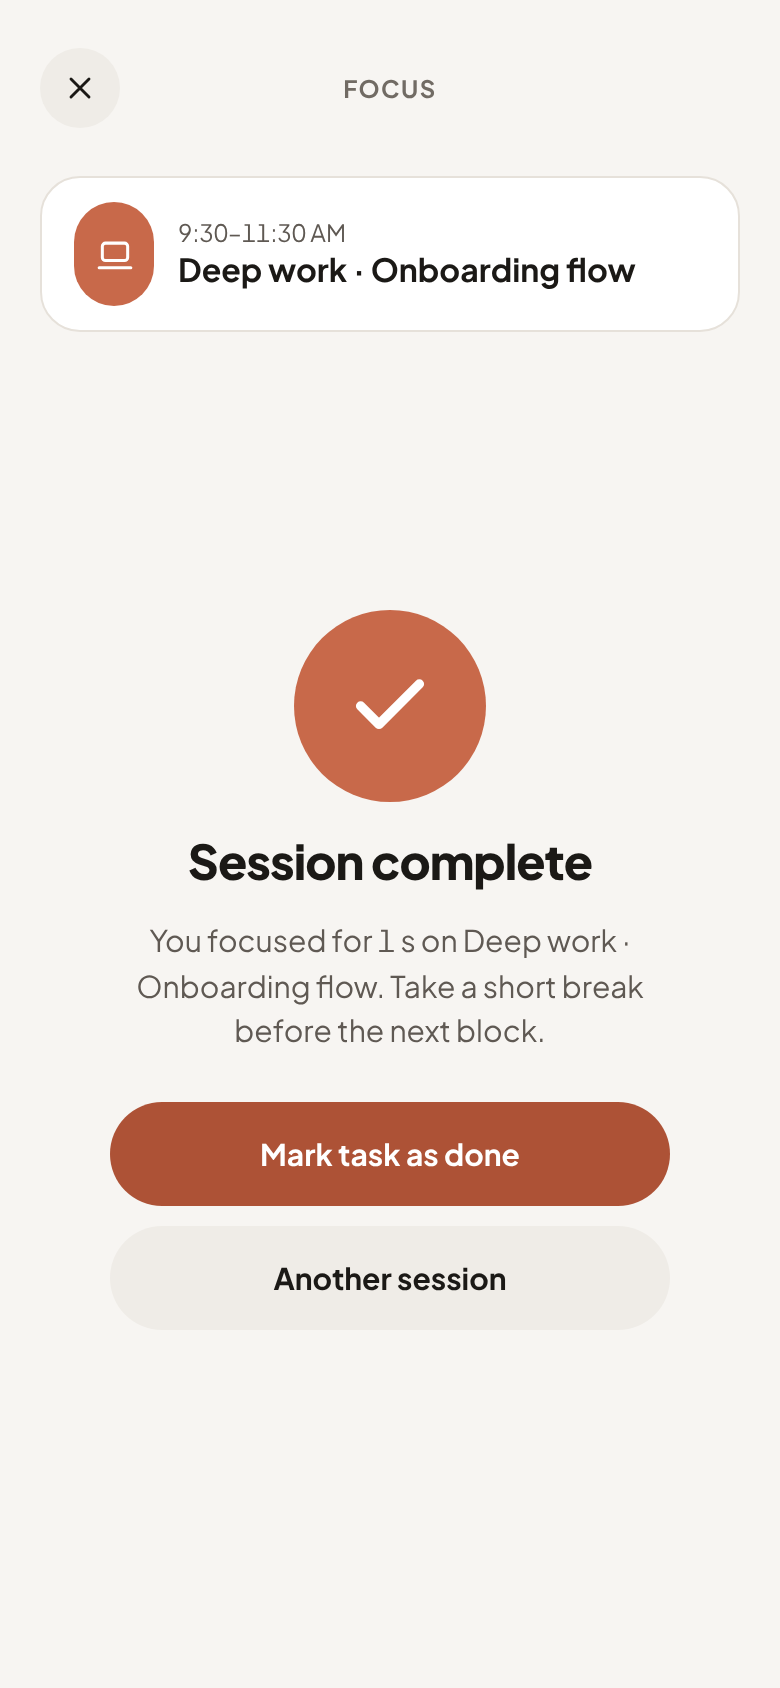 FOCUS
9:30–11:30 AM
Deep work · Onboarding flow
Session complete
You focused for 1 s on Deep work ·
Onboarding flow. Take a short break
before the next block.
Mark task as done
Another session